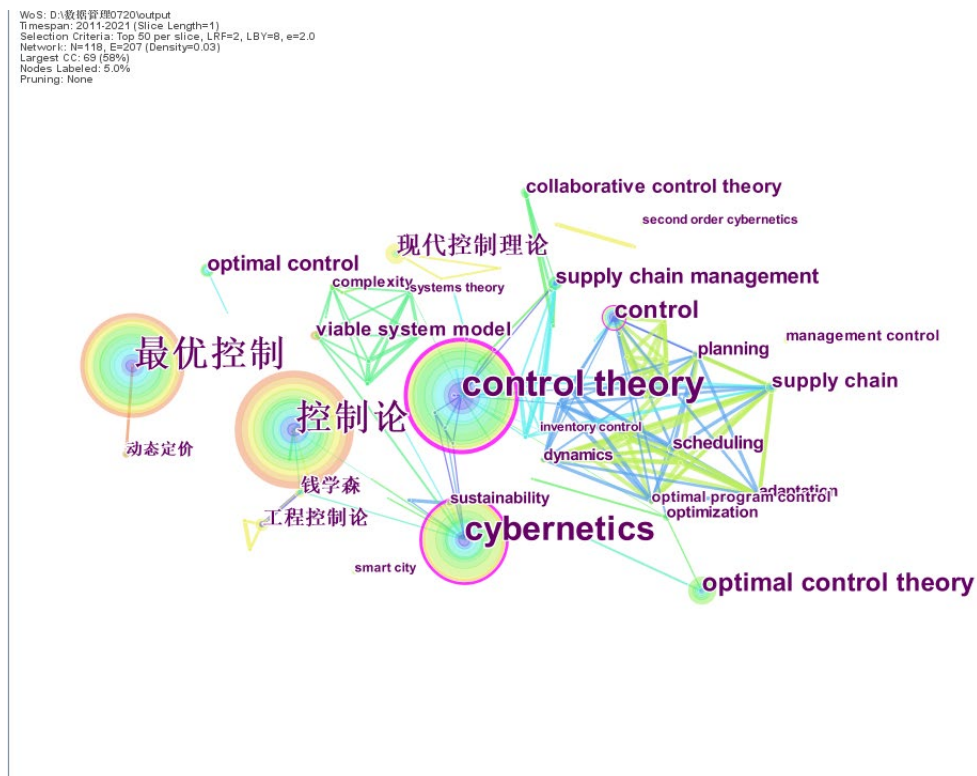 WoS: D:\数据管理0720\output
Timespan: 2011-2021 (Slice Length=1)
Selection Criteria: Top 50 per slice, LRF=2, LBY=8, e=2.0
Network: N=118, E=207 (Density=0.03)
Largest CC: 69 (58%)
Nodes Labeled: 5.0%
Pruning: None
collaborative control theory
second order cybernetics
现代控制理论
optimal control
complexity
systems theory
supply chain management
viable system model
control
management control
最优控制
planning
control theory
supply chain
控制论
inventory control
动态定价
dynamics
scheduling
钱学森
sustainability
optimal program control
adaptation
工程控制论
optimization
cybernetics
smart city
optimal control theory